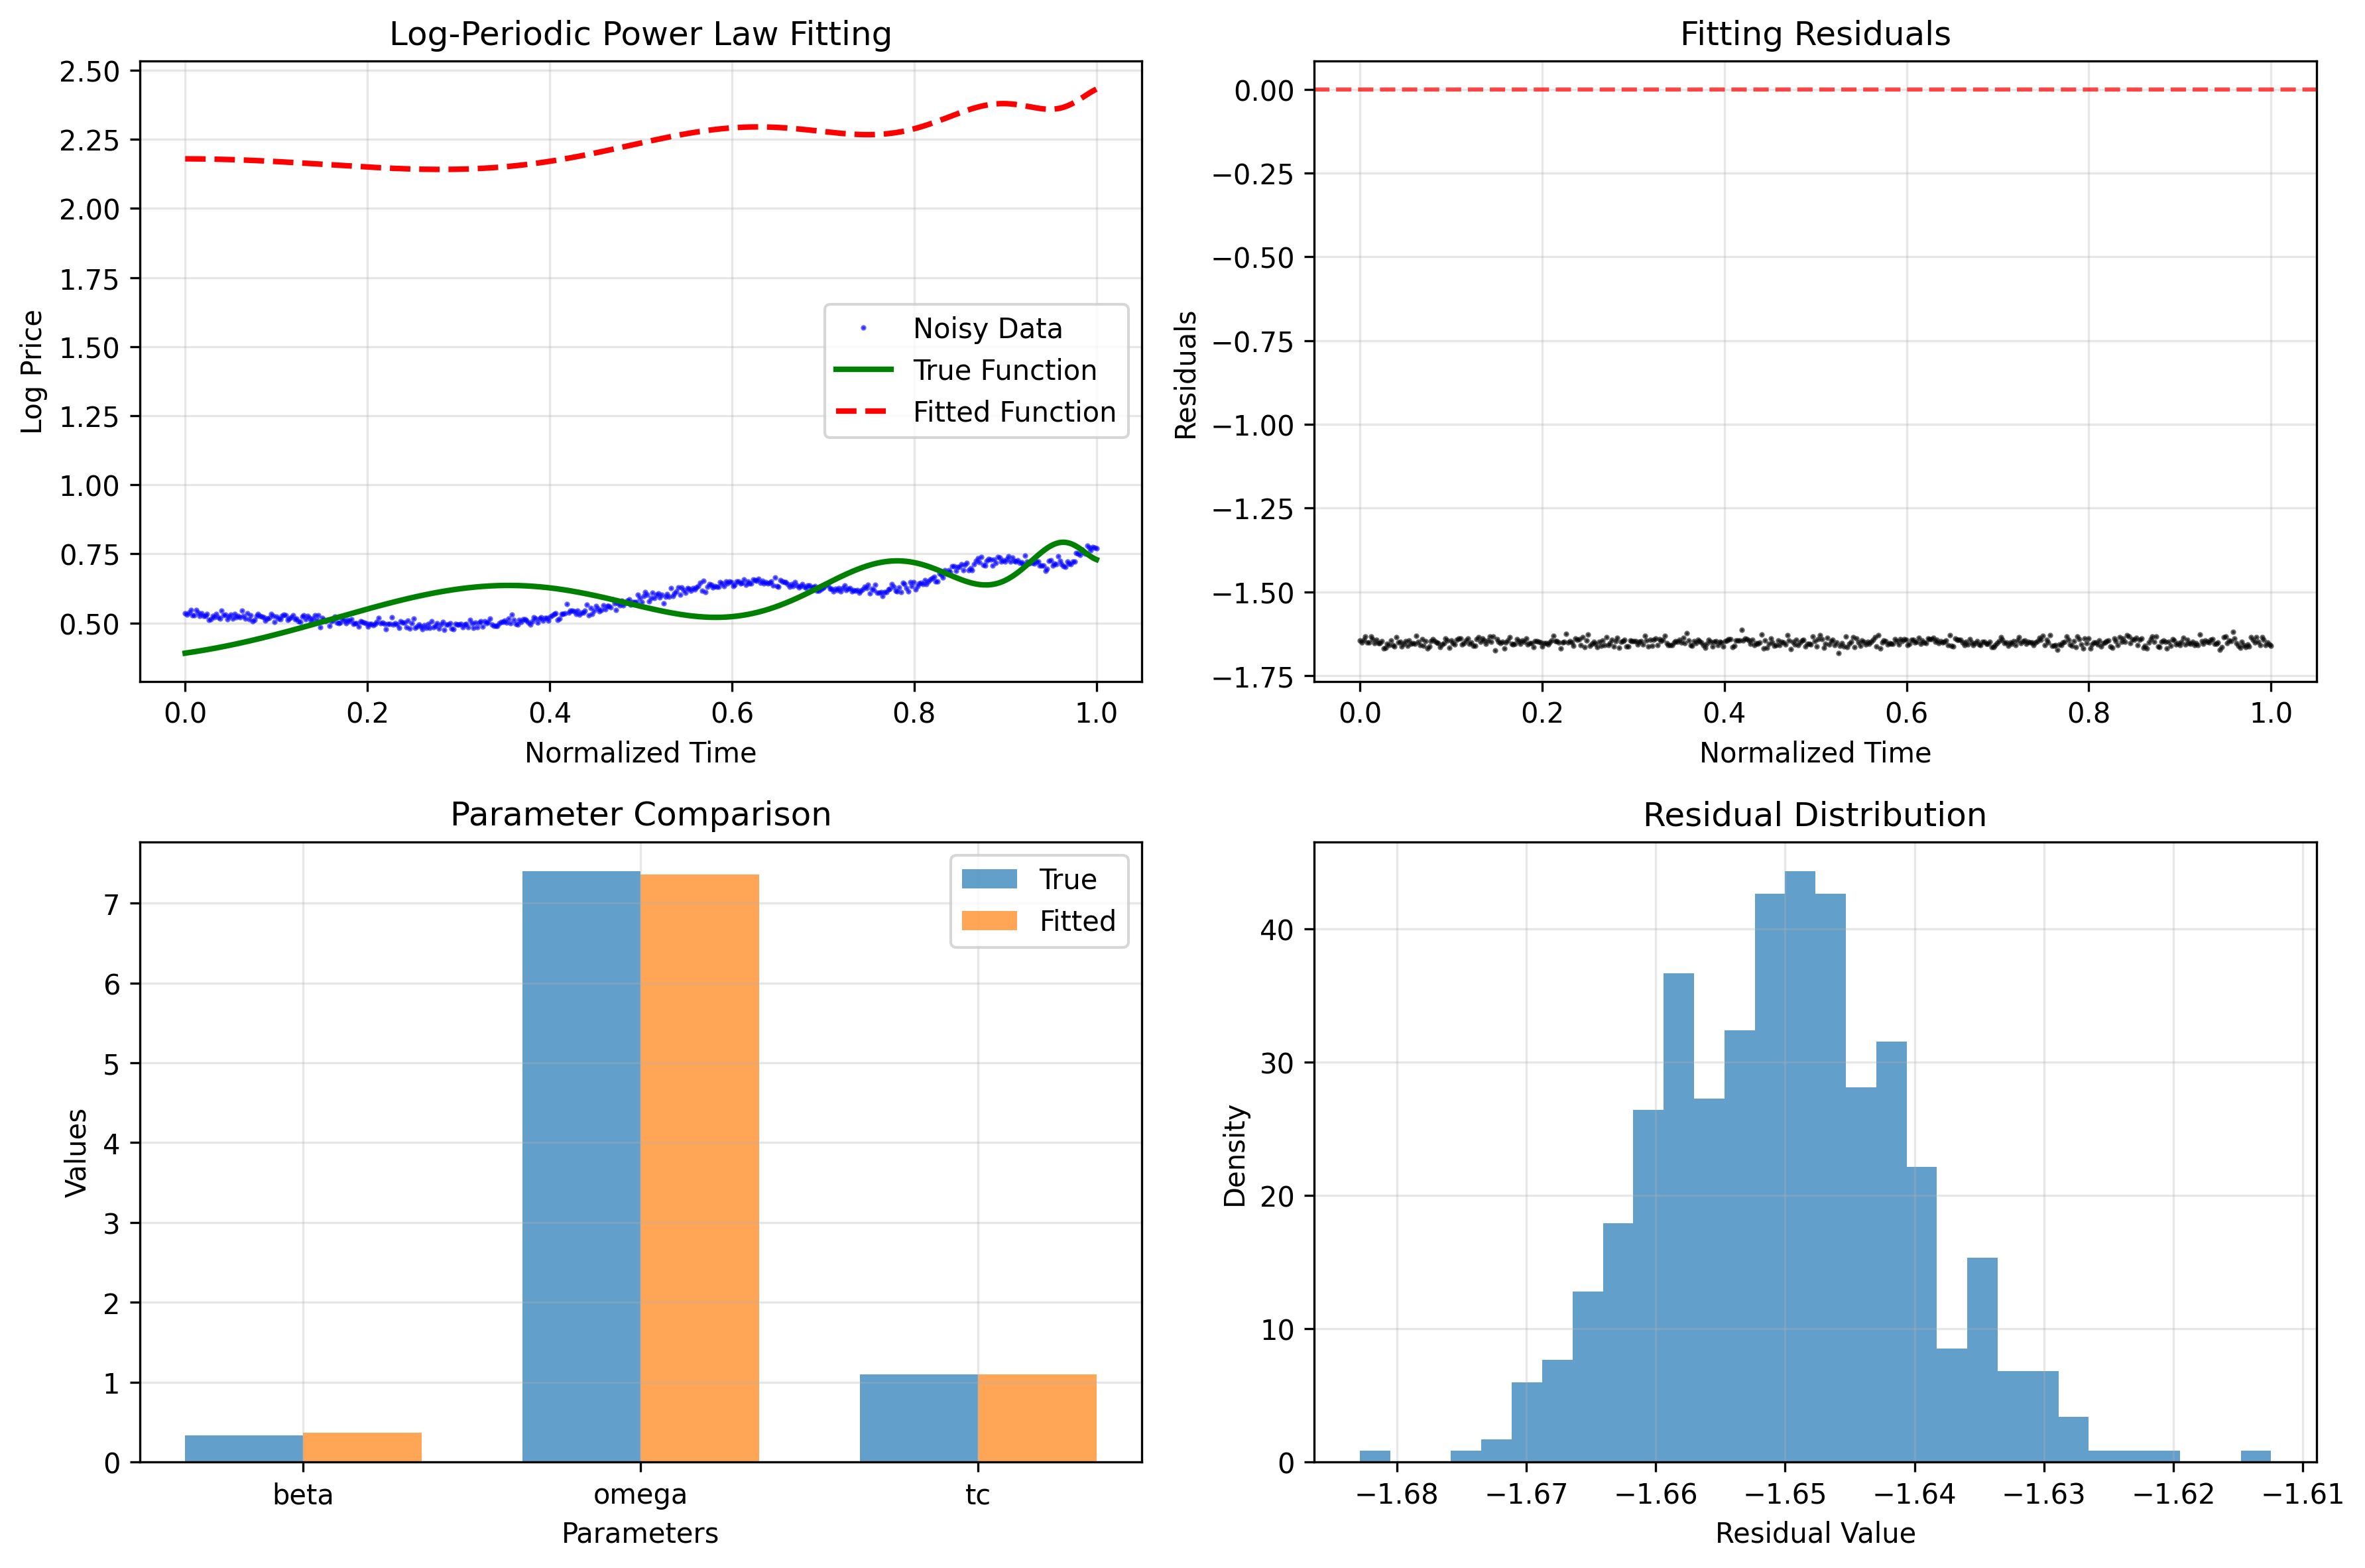 Log-Periodic Power Law Fitting
2.50
2.25
2.00
1.75
1.50
1.25
1.00
0.75
0.50
Log Price
Noisy Data
True Function
Fitted Function
0.0 0.2 0.4 0.6 0.8 1.0
Normalized Time
Fitting Residuals
0.00
−0.25
−0.50
−0.75
−1.00
−1.25
−1.50
−1.75
Residuals
0.0 0.2 0.4 0.6 0.8 1.0
Normalized Time
Parameter Comparison
7
6
5
4
3
2
1
0
Values
True
Fitted
beta omega tc
Parameters
Residual Distribution
40
30
20
10
0
Density
−1.68 −1.67 −1.66 −1.65 −1.64 −1.63 −1.62 −1.61
Residual Value